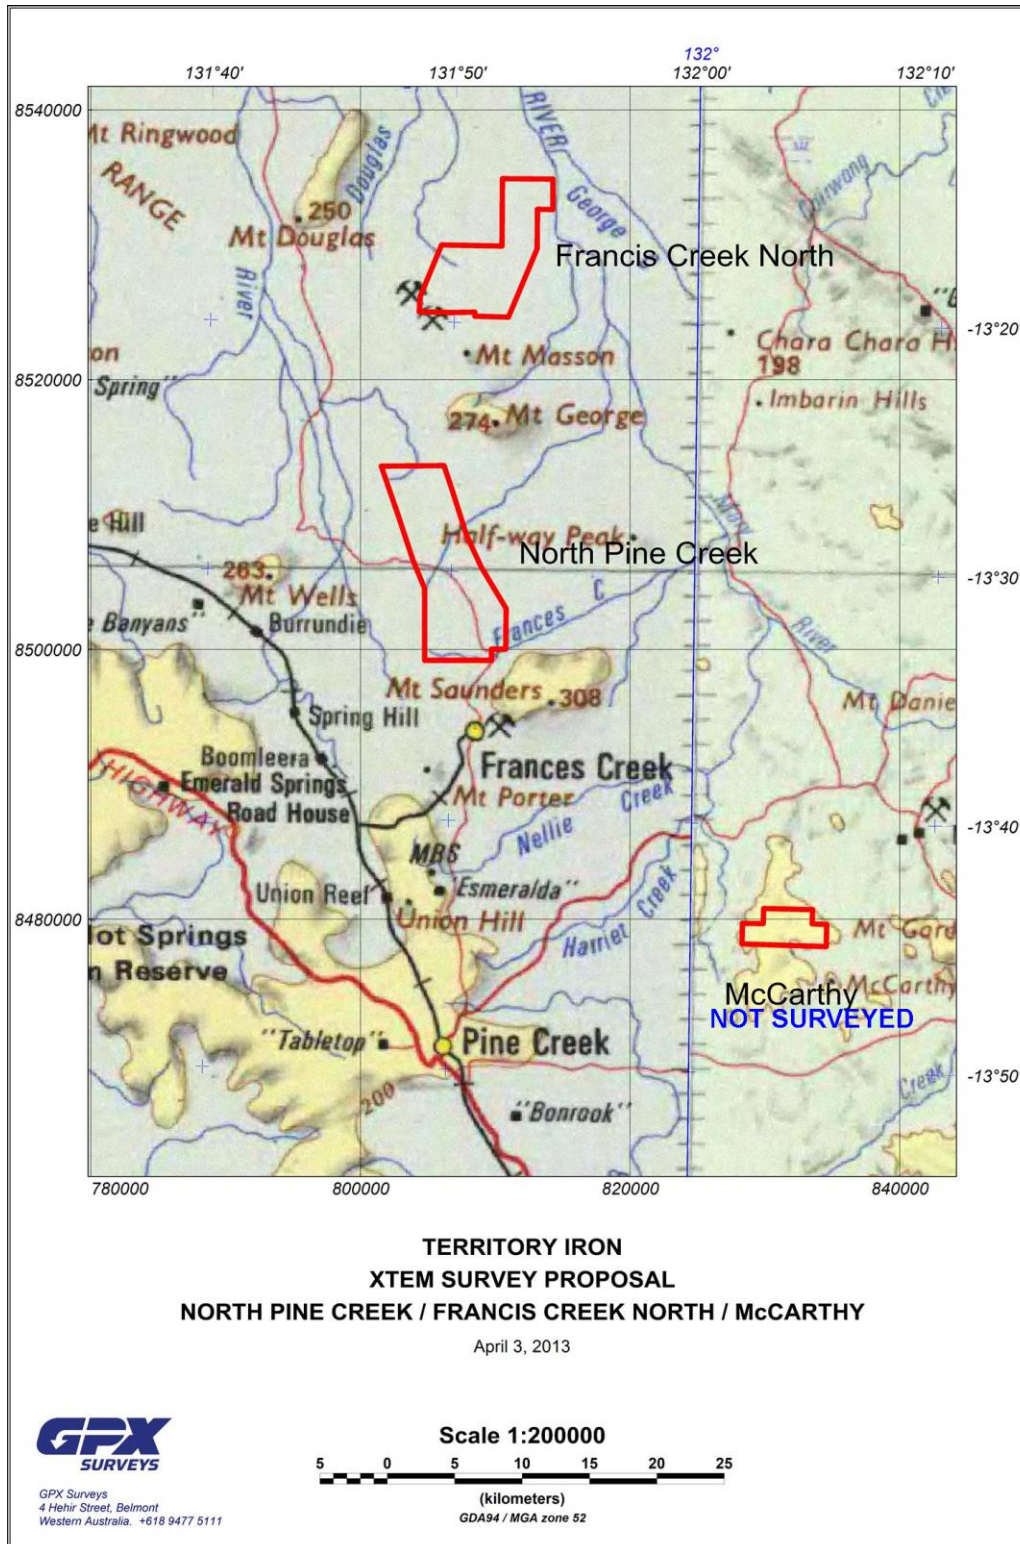 132°
131°40'
131°50'
132°00'
132°10'
8540000
8520000
8500000
8480000
-13°20'
-13°30'
-13°40'
-13°50'
780000
800000
820000
840000
Mt Ringwood
RANGE
Douglas
RIVER
George
250
Mt Douglas
River
Francis Creek North
Mt Masson
Chara Chara H
198
Imbarin Hills
on
Spring"
274
Mt George
Mary
Half-way Peak
North Pine Creek
e Hill
263
Mt Wells
e Banyans"
Burrundie
Frances C
River
Mt Saunders
308
Mt Danie
Spring Hill
Boomleera
Emerald Springs
Road House
HIGHWAY
Frances Creek
Mt Porter
Nellie Creek
MBS
Union Reef
"Esmeralda"
Union Hill
Harriet Creek
Hot Springs
n Reserve
Mt Gard
McCarthy
McCarthy
NOT SURVEYED
"Tabletop"
Pine Creek
200
"Bonrook"
Creek
TERRITORY IRON
XTEM SURVEY PROPOSAL
NORTH PINE CREEK / FRANCIS CREEK NORTH / McCARTHY
April 3, 2013
GPX
SURVEYS
GPX Surveys
4 Hehir Street, Belmont
Western Australia. +618 9477 5111
Scale 1:200000
5 0 5 10 15 20 25
(kilometers)
GDA94 / MGA zone 52